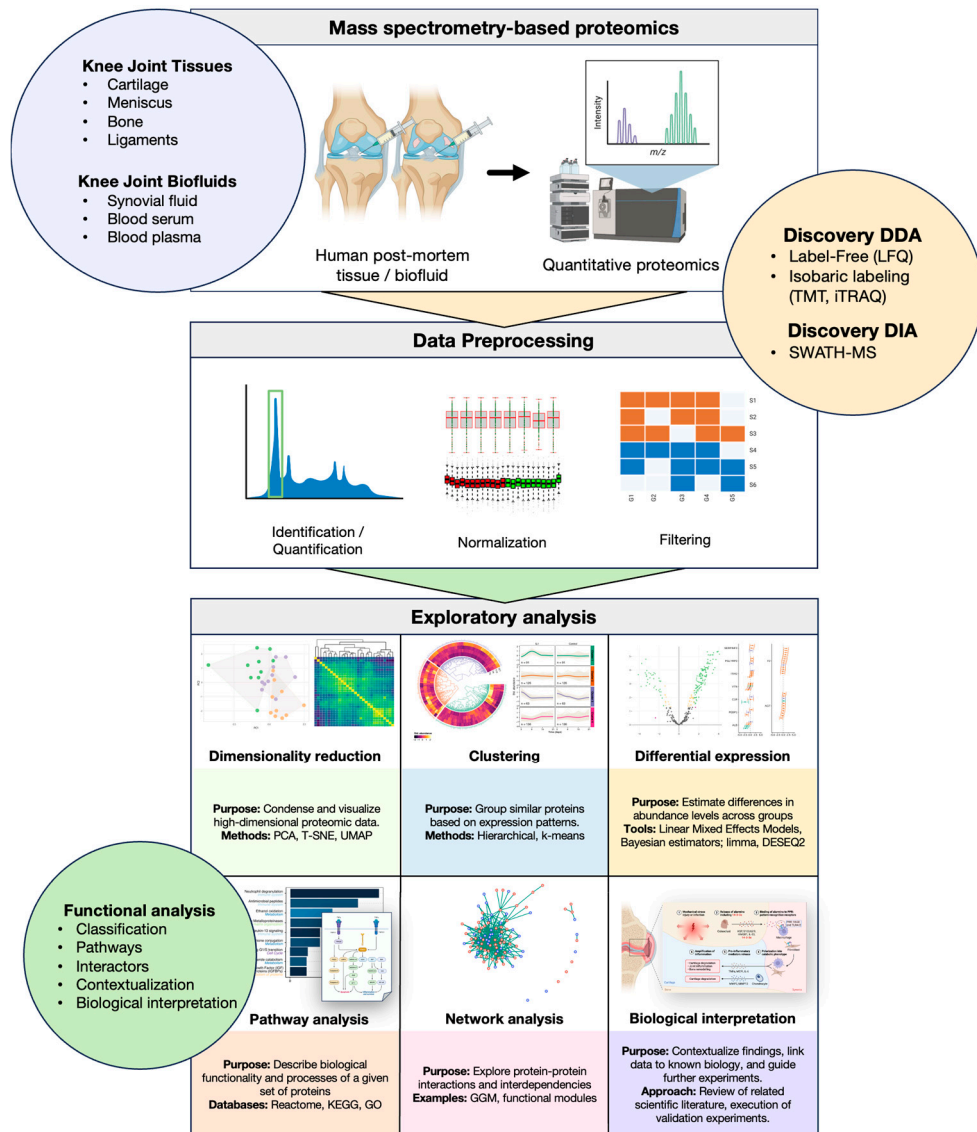 Mass spectrometry-based proteomics
Knee Joint Tissues
• Cartilage
• Meniscus
• Bone
• Ligaments
Knee Joint Biofluids
• Synovial fluid
• Blood serum
• Blood plasma
Intensity
m/z
Human post-mortem
tissue / biofluid
Quantitative proteomics
Discovery DDA
• Label-Free (LFQ)
• Isobaric labeling
(TMT, iTRAQ)
Discovery DIA
• SWATH-MS
Data Preprocessing
S1
S2
S3
S4
S5
S6
G1
G2
G3
G4
G5
Identification /
Quantification
Normalization
Filtering
Exploratory analysis
Dimensionality reduction
Clustering
Differential expression
Purpose: Condense and visualize
high-dimensional proteomic data.
Methods: PCA, T-SNE, UMAP
Purpose: Group similar proteins
based on expression patterns.
Methods: Hierarchical, k-means
Purpose: Estimate differences in
abundance levels across groups
Tools: Linear Mixed Effects Models,
Bayesian estimators; limma, DESEQ2
Functional analysis
• Classification
• Pathways
• Interactors
• Contextualization
• Biological interpretation
Neutrophil degranulation
Antimicrobial peptides
Ethanol oxidation
Pathway analysis
Network analysis
Biological interpretation
Purpose: Describe biological
functionality and processes of a given
set of proteins
Databases: Reactome, KEGG, GO
Purpose: Explore protein-protein
interactions and interdependencies
Examples: GGM, functional modules
Purpose: Contextualize findings, link
data to known biology, and guide
further experiments.
Approach: Review of related
scientific literature, execution of
validation experiments.